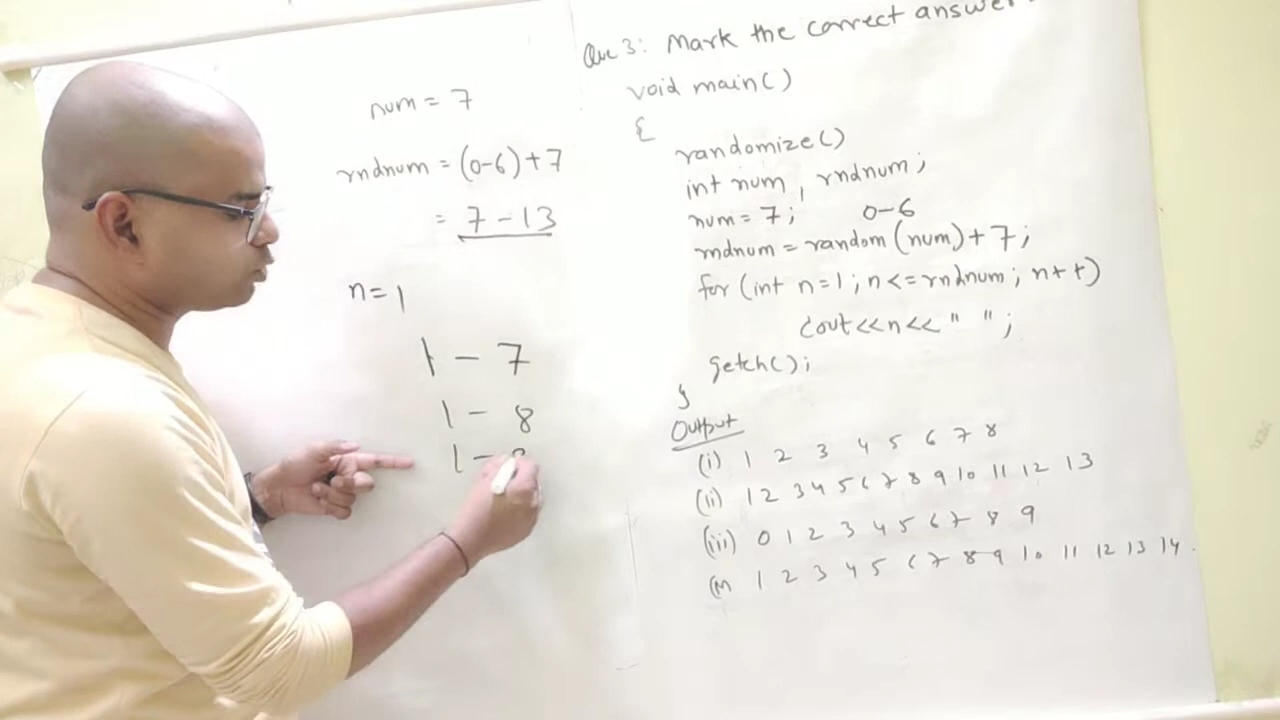 num = 7
rndnum = (0-6)+7
= 7 - 13
n=1
1 - 7
1 - 8
1 -
Que 3: Mark the correct answer
void main()
{
randomize()
int num, rndnum;
num = 7; 0-6
rndnum = random(num)+7;
for (int n=1; n<=rndnum; n++)
cout<<n<<" ";
getch();
}
Output
(i) 1 2 3 4 5 6 7 8
(ii) 1 2 3 4 5 6 7 8 9 10 11 12 13
(iii) 0 1 2 3 4 5 6 7 8 9
(iv) 1 2 3 4 5 6 7 8 9 10 11 12 13 14.